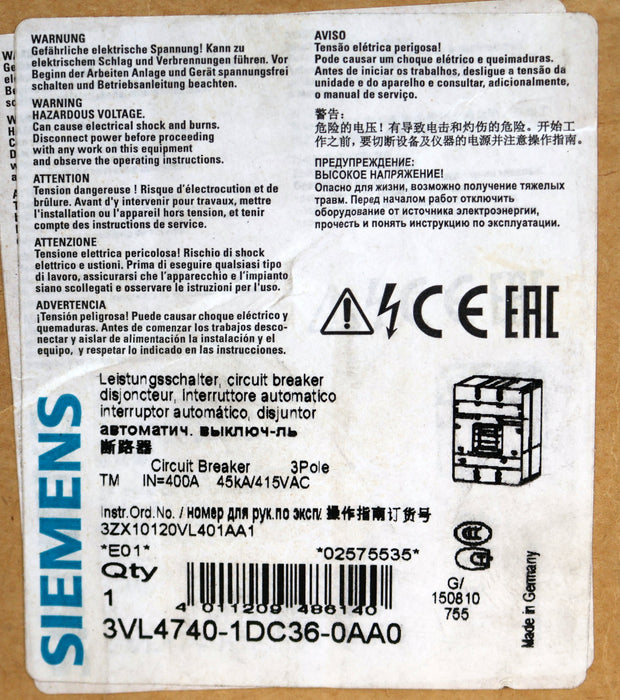 WARNUNG
Gefährliche elektrische Spannung! Kann zu
elektrischem Schlag und Verbrennungen führen. Vor
Beginn der Arbeiten Anlage und Gerät spannungsfrei
schalten und Betriebsanleitung beachten.
WARNING
HAZARDOUS VOLTAGE.
Can cause electrical shock and burns.
Disconnect power before proceeding
with any work on this equipment
and observe the operating instructions.
ATTENTION
Tension dangereuse ! Risque d'électrocution et de
brûlure. Avant d'y intervenir pour travaux, mettre
l'installation ou l'appareil hors tension, et tenir
compte des instructions de service.
ATTENZIONE
Tensione elettrica pericolosa! Rischio di shock
elettrico e ustioni. Prima di eseguire qualsiasi tipo
di lavoro, assicurarsi che l'apparecchio e l'impianto
siano scollegati e osservare le istruzioni per l'uso.
ADVERTENCIA
¡Tensión peligrosa! Puede causar choque eléctrico y
quemaduras. Antes de comenzar los trabajos desco-
nectar y aislar de alimentación la instalación y el
equipo, y respetar lo indicado en las instrucciones.
AVISO
Tensão elétrica perigosa!
Pode causar um choque elétrico e queimaduras.
Antes de iniciar os trabalhos, desligue a tensão da
unidade e do aparelho e consultar, adicionalmente,
o manual de serviço.
警告:
危险的电压! 有导致电击和灼伤的危险。开始工
作之前, 要切断设备及仪器的电源并注意操作指南。
ПРЕДУПРЕЖДЕНИЕ:
ВЫСОКОЕ НАПРЯЖЕНИЕ!
Опасно для жизни, возможно получение тяжелых
травм. Перед началом работ отключить
оборудование от источника электроэнергии,
прочесть и понять инструкцию по эксплуатации.
CE EAC
SIEMENS
Leistungsschalter, circuit breaker
disjoncteur, Interruttore automatico
interruptor automático, disjuntor
автоматич. выключ-ль
断路器
Circuit Breaker 3Pole
TM IN=400A 45kA/415VAC
Instr.Ord.No. / номер для рук.по эксп. 操作指南订货号
3ZX10120VL401AA1
*E01* *02575535*
Qty
1
4 011209 486140
3VL4740-1DC36-0AA0
G/
150810
755
Made in Germany